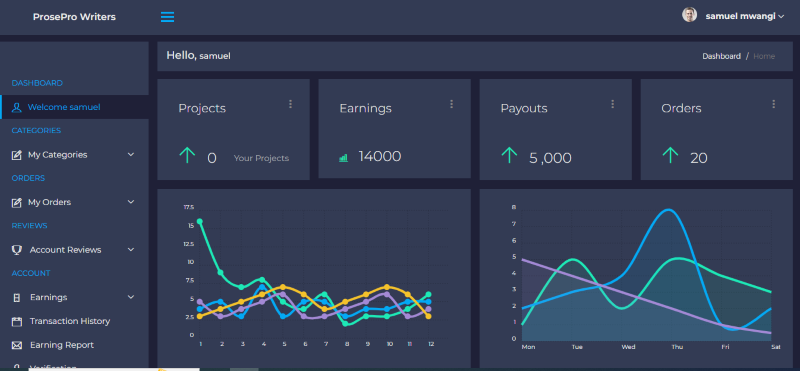 ProsePro Writers
samuel mwangi
Hello, samuel
Dashboard / Home
DASHBOARD
Welcome samuel
CATEGORIES
My Categories
ORDERS
My Orders
REVIEWS
Account Reviews
ACCOUNT
Earnings
Transaction History
Earning Report
Verification
Projects
0 Your Projects
Earnings
14000
Payouts
5 ,000
Orders
20
17.5
15
12.5
10
7.5
5
2.5
0
1 2 3 4 5 6 7 8 9 10 11 12
8
7
6
5
4
3
2
1
0
Mon Tue Wed Thu Fri Sat